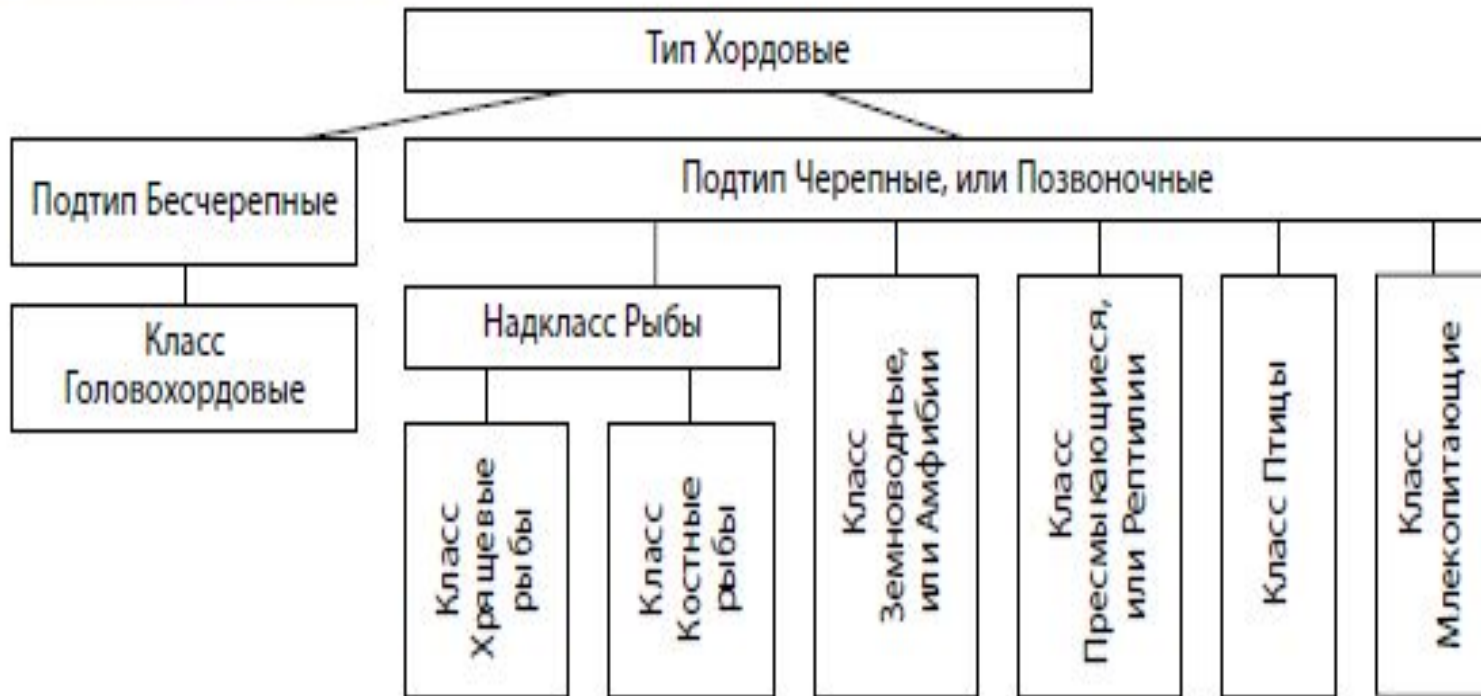 Тип Хордовые
Подтип Бесчерепные
Подтип Черепные, или Позвоночные
Класс
Головохордовые
Надкласс Рыбы
Класс
Хрящевые
рыбы
Класс
Костные
рыбы
Класс
Земноводные,
или Амфибии
Класс
Пресмыкающиеся,
или Рептилии
Класс Птицы
Класс
Млекопитающие